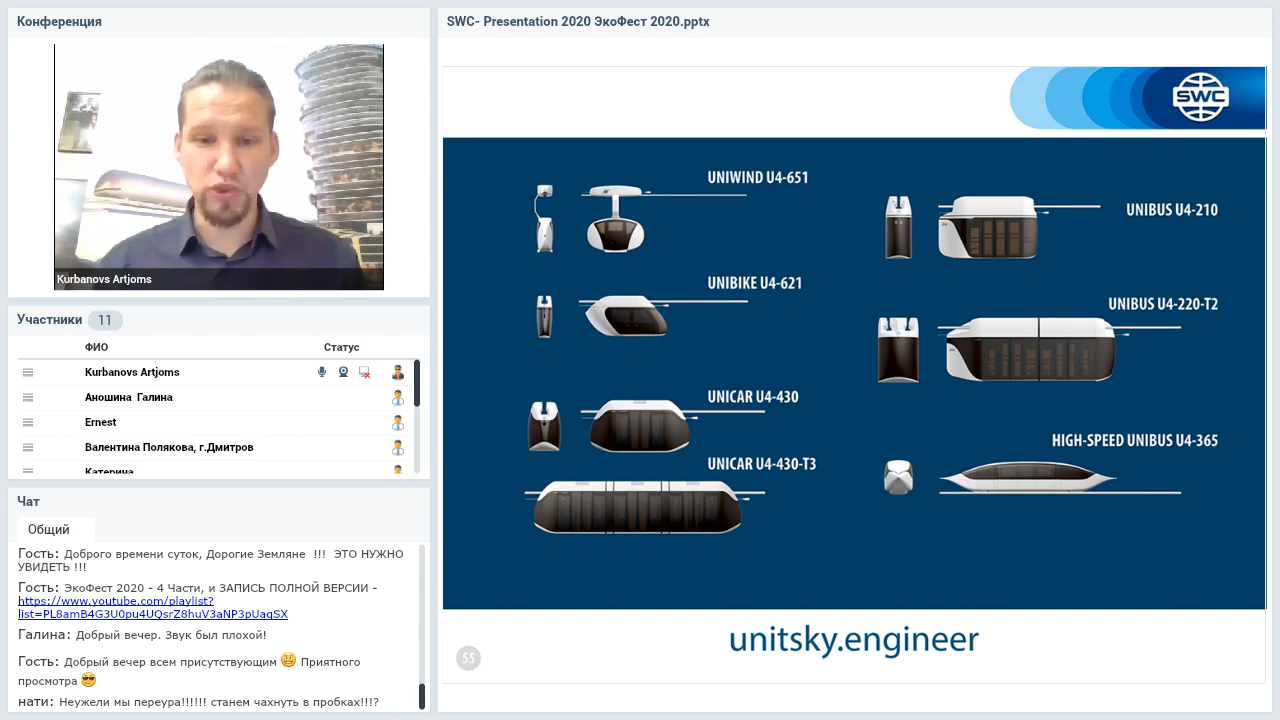 Конференция
Kurbanovs Artjoms
Участники 11
ФИО Статус
Kurbanovs Artjoms
Аношина Галина
Ernest
Валентина Полякова, г.Дмитров
Катерина
Чат
Общий
Гость: Доброго времени суток, Дорогие Земляне !!! ЭТО НУЖНО
УВИДЕТЬ !!!
Гость: ЭкоФест 2020 - 4 Части, и ЗАПИСЬ ПОЛНОЙ ВЕРСИИ -
https://www.youtube.com/playlist?
list=PL8amB4G3U0pu4UQsrZ8huV3aNP3pUaqSX
Галина: Добрый вечер. Звук был плохой!
Гость: Добрый вечер всем присутствующим Приятного
просмотра
нати: Неужели мы переура!!!!!! станем чахнуть в пробках!!!?
SWC- Presentation 2020 ЭкоФест 2020.pptx
SWC
UNIWIND U4-651
UNIBIKE U4-621
UNICAR U4-430
UNICAR U4-430-T3
UNIBUS U4-210
UNIBUS U4-220-T2
HIGH-SPEED UNIBUS U4-365
unitsky.engineer
55